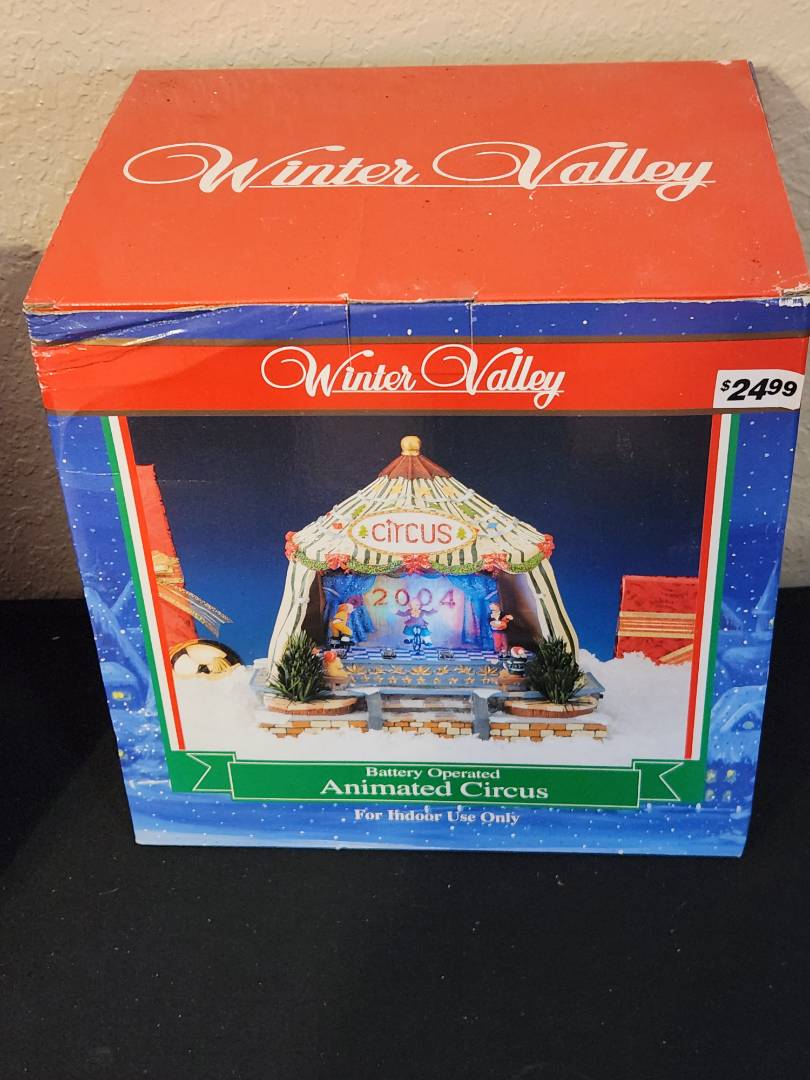 Winter Valley
Winter Valley
$24.99
CIRCUS
2004
Battery Operated
Animated Circus
For Indoor Use Only